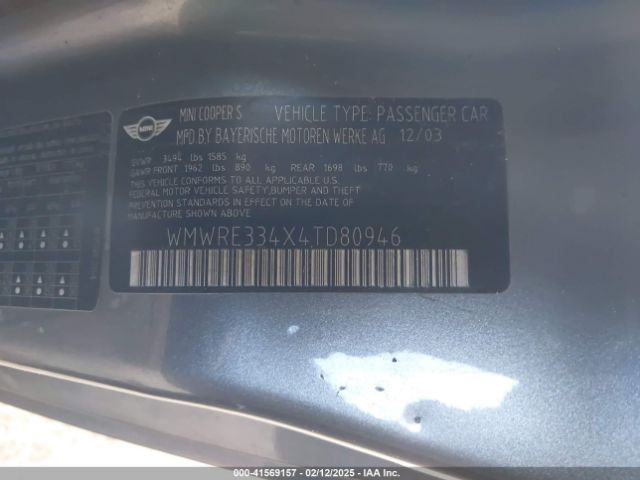 MINI
MINI COOPER S VEHICLE TYPE: PASSENGER CAR
MFD.BY BAYERISCHE MOTOREN WERKE AG 12/03
GVWR 3494 lbs 1585 kg
GAWR FRONT 1962 lbs 890 kg REAR 1698 lbs 770 kg
THIS VEHICLE CONFORMS TO ALL APPLICABLE U.S.
FEDERAL MOTOR VEHICLE SAFETY,BUMPER AND THEFT
PREVENTION STANDARDS IN EFFECT ON THE DATE OF
MANUFACTURE SHOWN ABOVE
WMWRE334X4TD80946
000-41569157 - 02/12/2025 - IAA Inc.